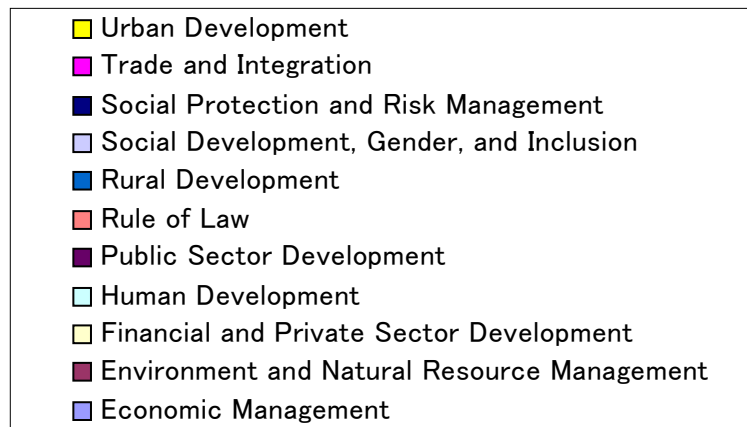 Urban Development
Trade and Integration
Social Protection and Risk Management
Social Development, Gender, and Inclusion
Rural Development
Rule of Law
Public Sector Development
Human Development
Financial and Private Sector Development
Environment and Natural Resource Management
Economic Management